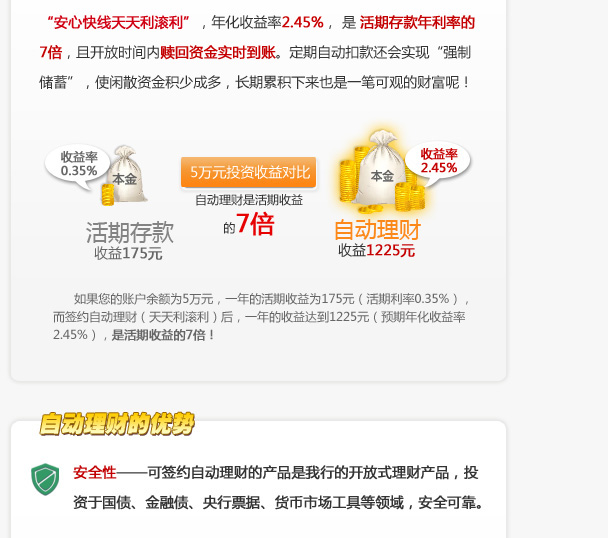 “安心快线天天利滚利”，年化收益率2.45%， 是 活期存款年利率的
7倍，且开放时间内赎回资金实时到账。定期自动扣款还会实现“强制
储蓄”，使闲散资金积少成多，长期累积下来也是一笔可观的财富呢！
收益率
0.35%
本金
5万元投资收益对比
自动理财是活期收益
的7倍
本金
收益率
2.45%
活期存款
收益175元
自动理财
收益1225元
如果您的账户余额为5万元，一年的活期收益为175元（活期利率0.35%），
而签约自动理财（天天利滚利）后，一年的收益达到1225元（预期年化收益率
2.45%），是活期收益的7倍！
自动理财的优势
安全性——可签约自动理财的产品是我行的开放式理财产品，投
资于国债、金融债、央行票据、货币市场工具等领域，安全可靠。